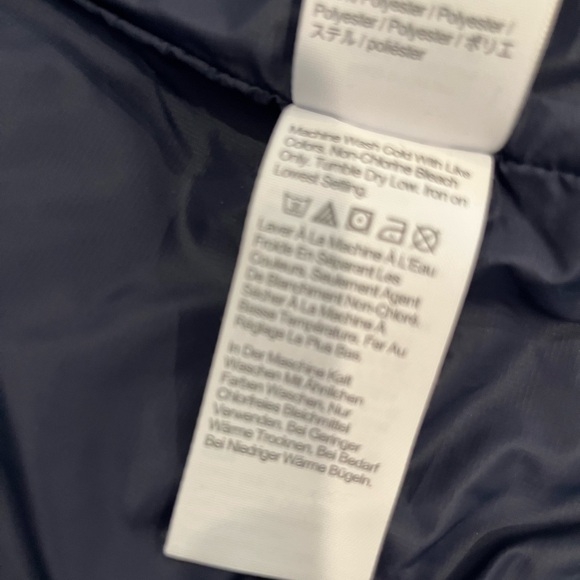 Polyester / Polyester /
Polyester / Polyester / ポリエ
ステル / poliéster
Machine Wash Cold With Like
Colors. Non-Chlorine Bleach
Only. Tumble Dry Low. Iron on
Lowest Setting.
Laver À La Machine À L'Eau
Froide En Séparant Les
Couleurs. Seulement Agent
De Blanchiment Non-Chloré.
Sécher À La Machine À
Basse Température. Fer Au
Réglage Le Plus Bas.
In Der Maschine Kalt
Waschen Mit Ähnlichen
Farben Waschen. Nur
Chlorfreies Bleichmittel
Verwenden. Bei Geringer
Wärme Trocknen. Bei Bedarf
Bei Niedriger Wärme Bügeln.